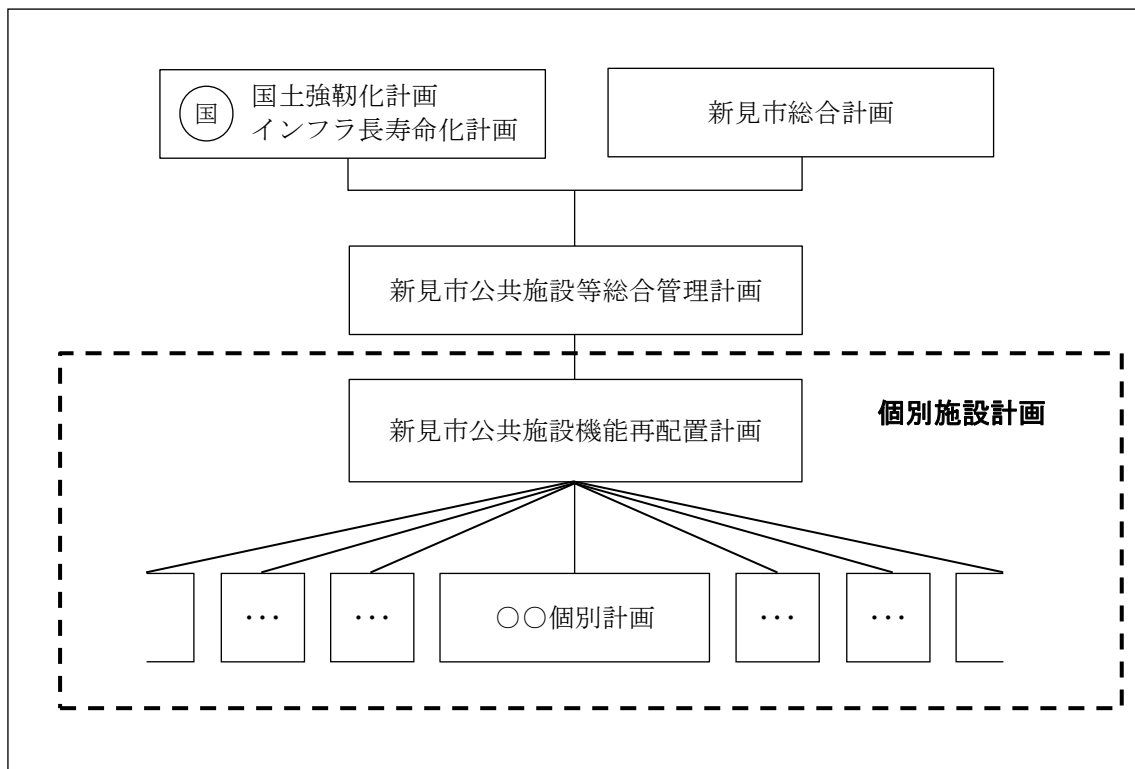 国
国土強靭化計画
インフラ長寿命化計画
新見市総合計画
新見市公共施設等総合管理計画
新見市公共施設機能再配置計画
個別施設計画
…
…
〇〇個別計画
…
…